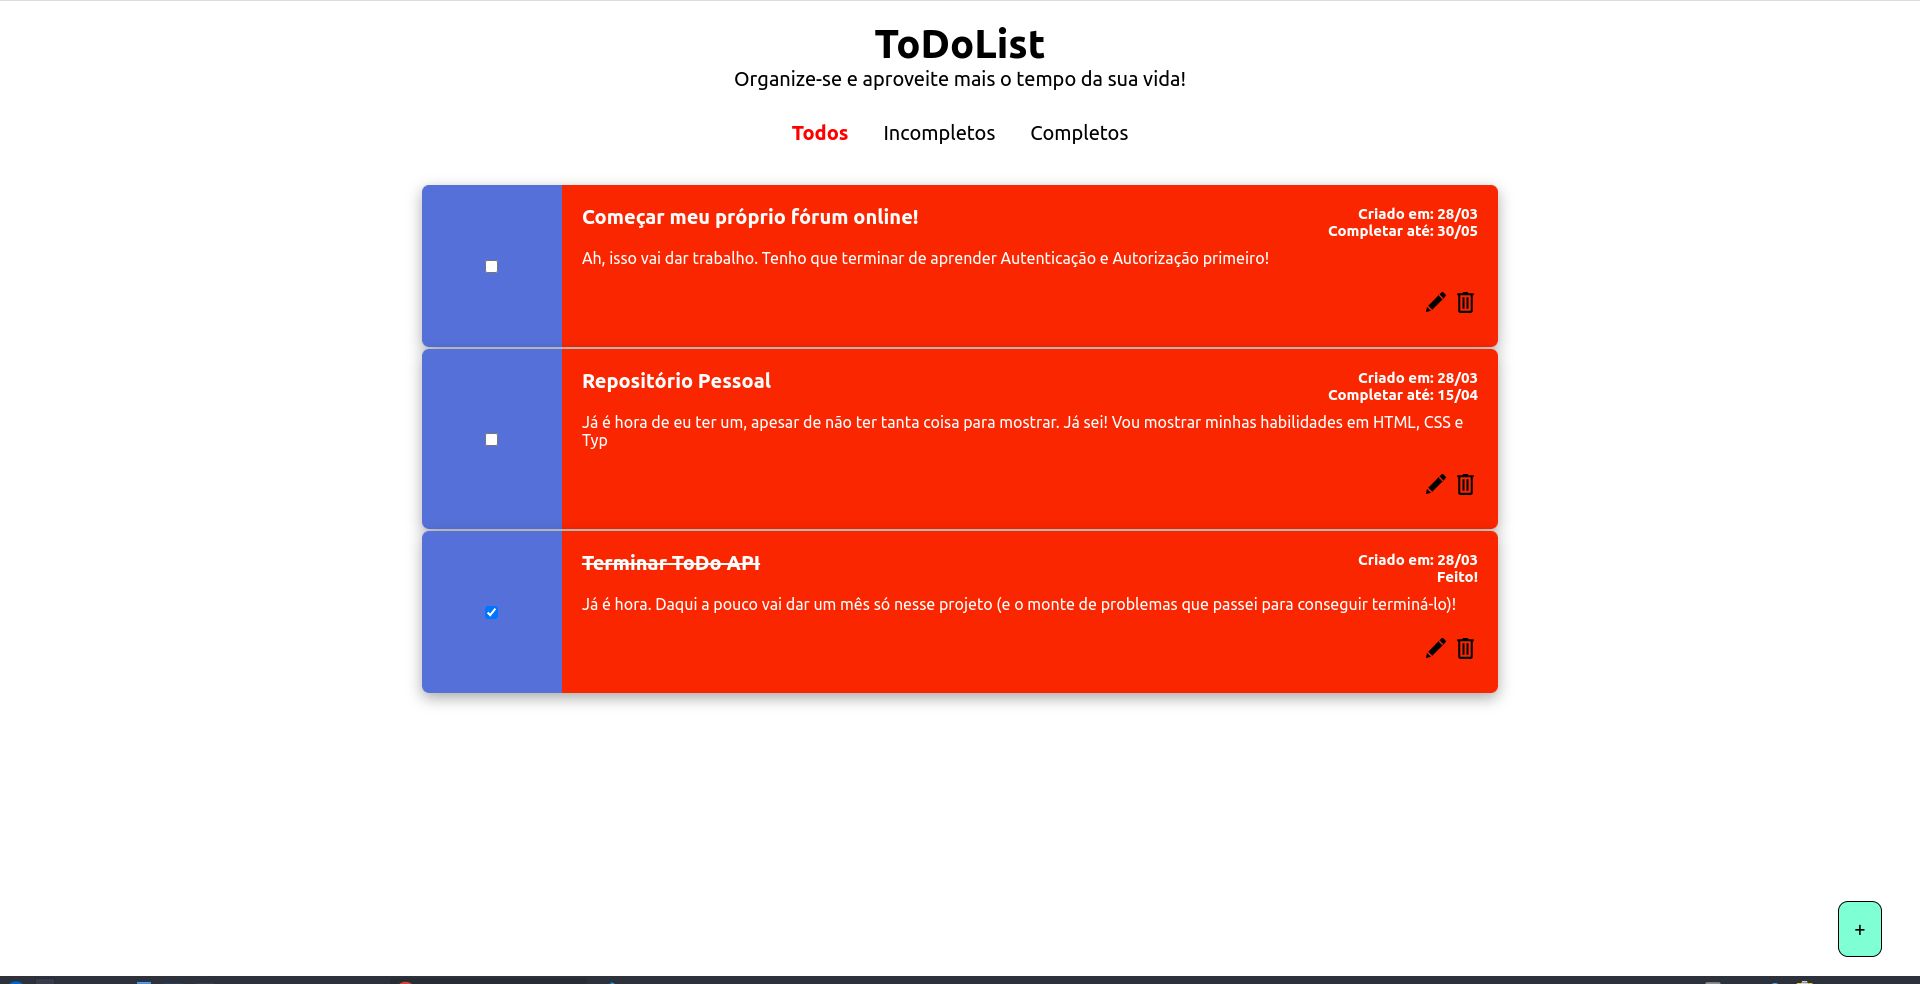 ToDoList
Organize-se e aproveite mais o tempo da sua vida!
Todos Incompletos Completos
Começar meu próprio fórum online!
Criado em: 28/03
Completar até: 30/05
Ah, isso vai dar trabalho. Tenho que terminar de aprender Autenticação e Autorização primeiro!
Repositório Pessoal
Criado em: 28/03
Completar até: 15/04
Já é hora de eu ter um, apesar de não ter tanta coisa para mostrar. Já sei! Vou mostrar minhas habilidades em HTML, CSS e
Typ
Terminar ToDo API
Criado em: 28/03
Feito!
Já é hora. Daqui a pouco vai dar um mês só nesse projeto (e o monte de problemas que passei para conseguir terminá-lo)!
+